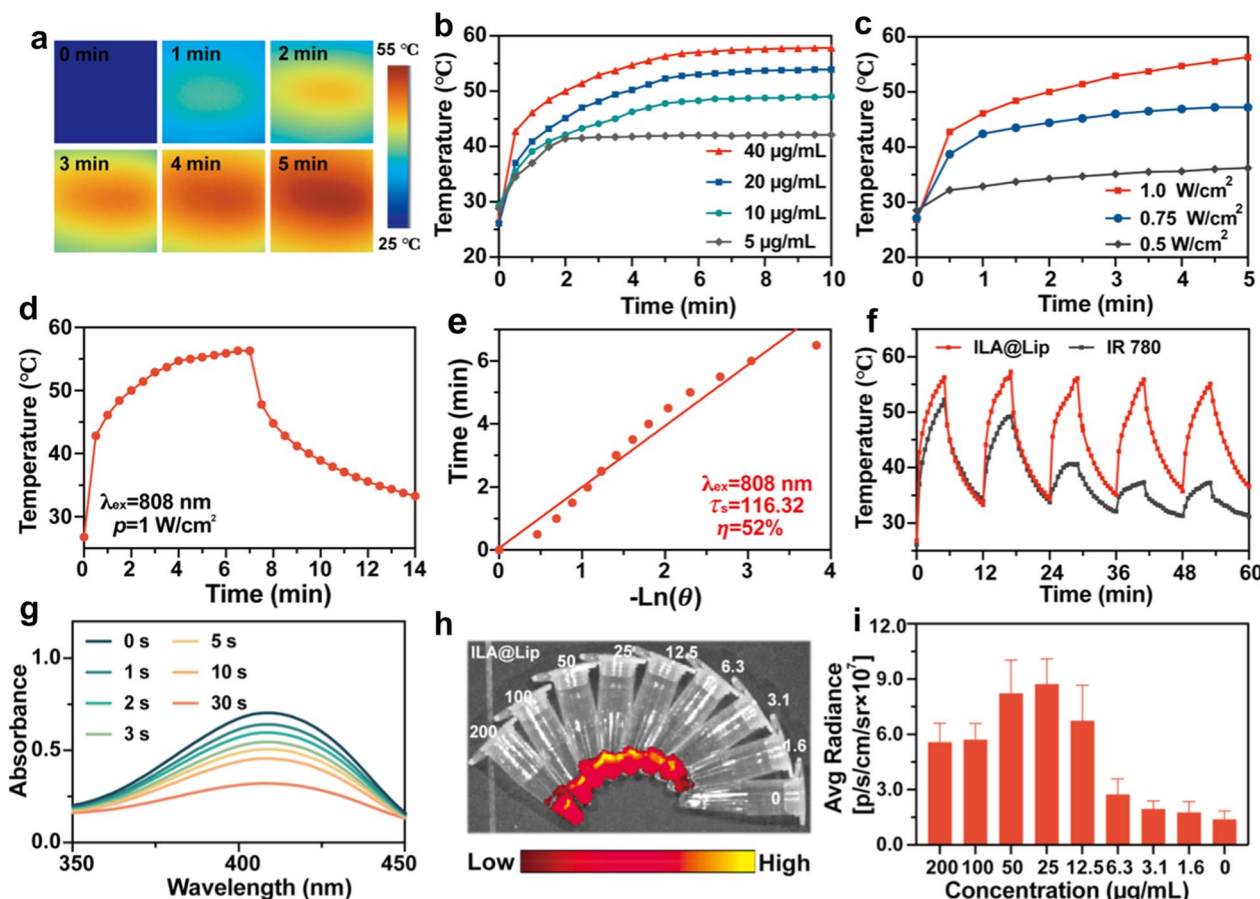 a
0 min
1 min
2 min
3 min
4 min
5 min
55 ℃
25 ℃
b
Temperature (℃)
60
50
40
30
20
40 μg/mL
20 μg/mL
10 μg/mL
5 μg/mL
0 2 4 6 8 10
Time (min)
c
Temperature (℃)
60
50
40
30
20
1.0 W/cm²
0.75 W/cm²
0.5 W/cm²
0 1 2 3 4 5
Time (min)
d
Temperature (℃)
60
50
40
30
λex=808 nm
p=1 W/cm²
0 2 4 6 8 10 12 14
Time (min)
e
Time (min)
6
4
2
0
λex=808 nm
τs=116.32
η=52%
0 1 2 3 4
-Ln(θ)
f
ILA@Lip IR 780
Temperature (℃)
60
50
40
30
0 12 24 36 48 60
Time (min)
g
Absorbance
1.0
0.5
0.0
0 s 5 s
1 s 10 s
2 s 30 s
3 s
350 400 450
Wavelength (nm)
h
ILA@Lip
200
100
50
25
12.5
6.3
3.1
1.6
0
Low High
i
Avg Radiance
[p/s/cm/sr×10⁷]
12.0
9.0
6.0
3.0
0.0
200 100 50 25 12.5 6.3 3.1 1.6 0
Concentration (μg/mL)